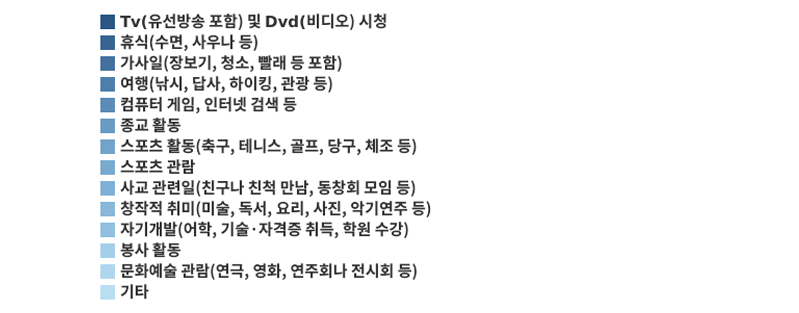 Tv(유선방송 포함) 및 Dvd(비디오) 시청
휴식(수면, 사우나 등)
가사일(장보기, 청소, 빨래 등 포함)
여행(낚시, 답사, 하이킹, 관광 등)
컴퓨터 게임, 인터넷 검색 등
종교 활동
스포츠 활동(축구, 테니스, 골프, 당구, 체조 등)
스포츠 관람
사교 관련일(친구나 친척 만남, 동창회 모임 등)
창작적 취미(미술, 독서, 요리, 사진, 악기연주 등)
자기개발(어학, 기술·자격증 취득, 학원 수강)
봉사 활동
문화예술 관람(연극, 영화, 연주회나 전시회 등)
기타